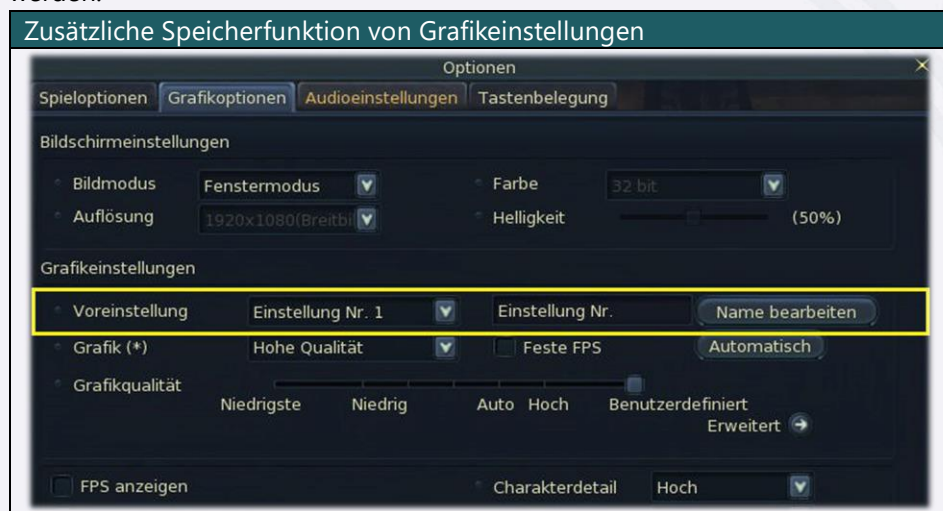 werden.
Zusätzliche Speicherfunktion von Grafikeinstellungen
Optionen
Spieloptionen Grafikoptionen Audioeinstellungen Tastenbelegung
Bildschirmeinstellungen
Bildmodus Fenstermodus Farbe 32 bit
Auflösung 1920x1080(Breitbil Helligkeit (50%)
Grafikeinstellungen
Voreinstellung Einstellung Nr. 1 Einstellung Nr. Name bearbeiten
Grafik (*) Hohe Qualität Feste FPS Automatisch
Grafikqualität
Niedrigste Niedrig Auto Hoch Benutzerdefiniert
Erweitert
FPS anzeigen Charakterdetail Hoch